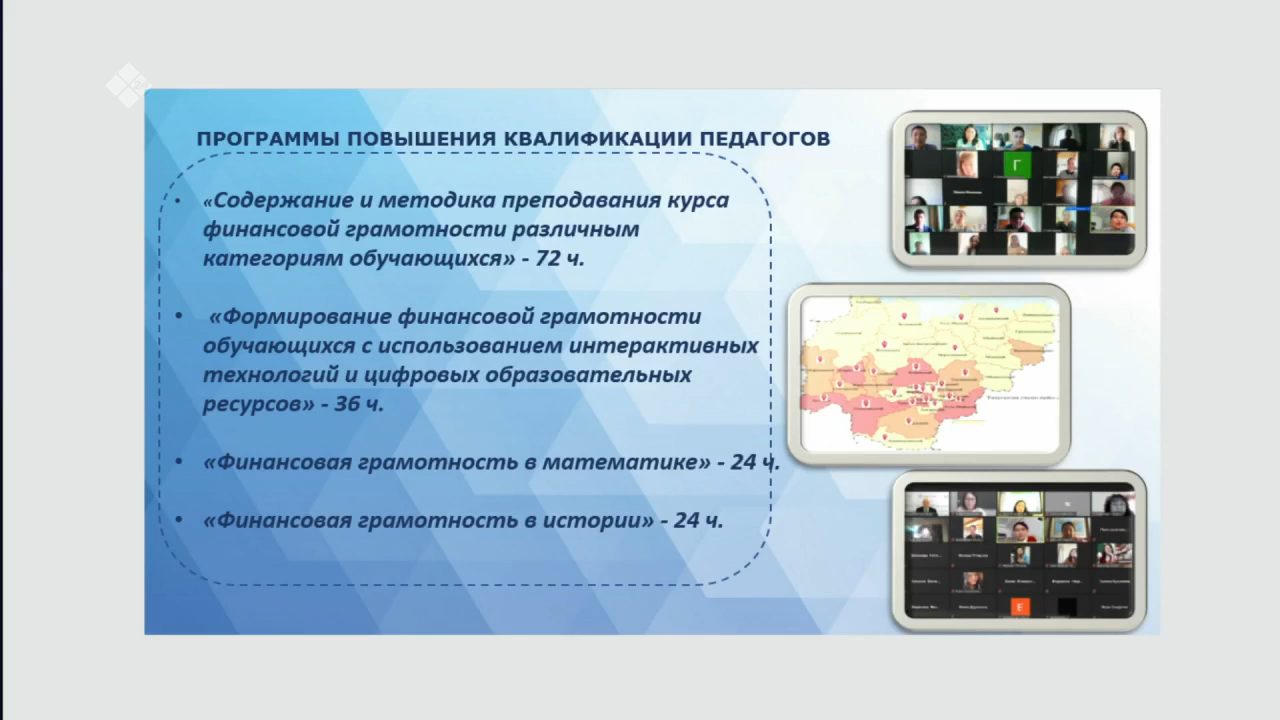 ПРОГРАММЫ ПОВЫШЕНИЯ КВАЛИФИКАЦИИ ПЕДАГОГОВ
• «Содержание и методика преподавания курса
финансовой грамотности различным
категориям обучающихся» - 72 ч.
• «Формирование финансовой грамотности
обучающихся с использованием интерактивных
технологий и цифровых образовательных
ресурсов» - 36 ч.
• «Финансовая грамотность в математике» - 24 ч.
• «Финансовая грамотность в истории» - 24 ч.
Г
Е